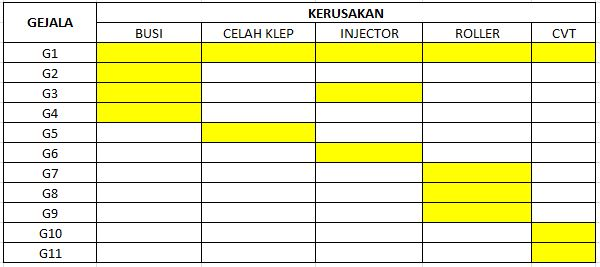 GEJALA KERUSAKAN
BUSI CELAH KLEP INJECTOR ROLLER CVT
G1
G2
G3
G4
G5
G6
G7
G8
G9
G10
G11